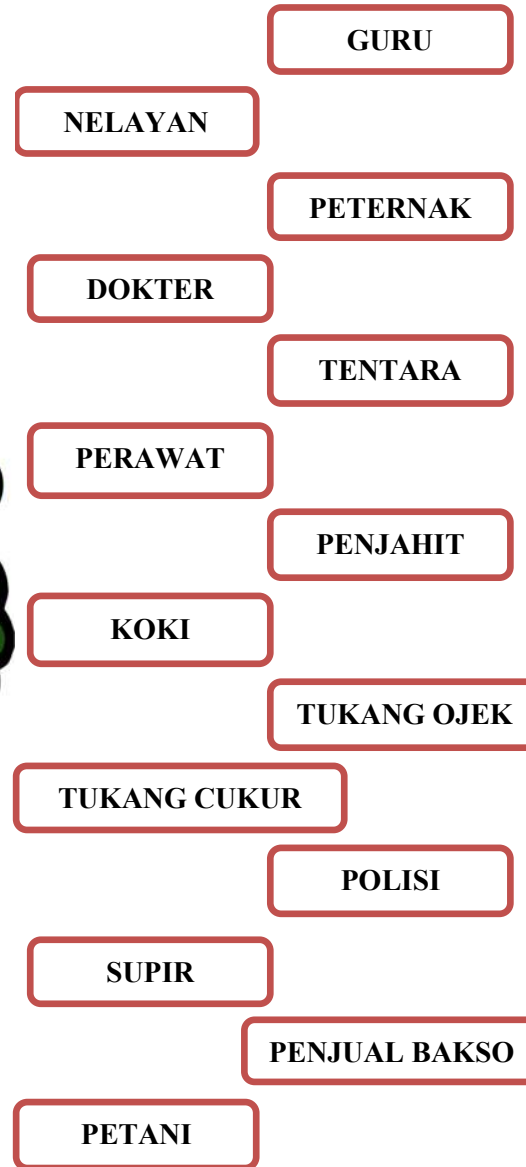 GURU
NELAYAN
PETERNAK
DOKTER
TENTARA
PERAWAT
PENJAHIT
KOKI
TUKANG OJEK
TUKANG CUKUR
POLISI
SUPIR
PENJUAL BAKSO
PETANI